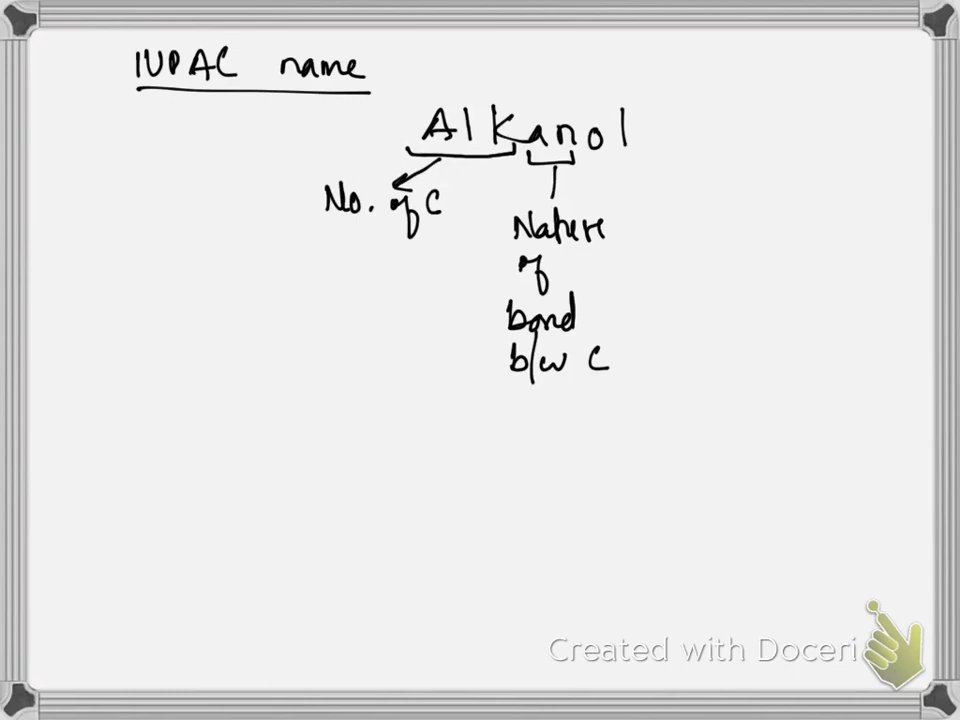 IUPAC name
Alkanol
No. of C
Nature
of
bond
b/w C
Created with Doceri